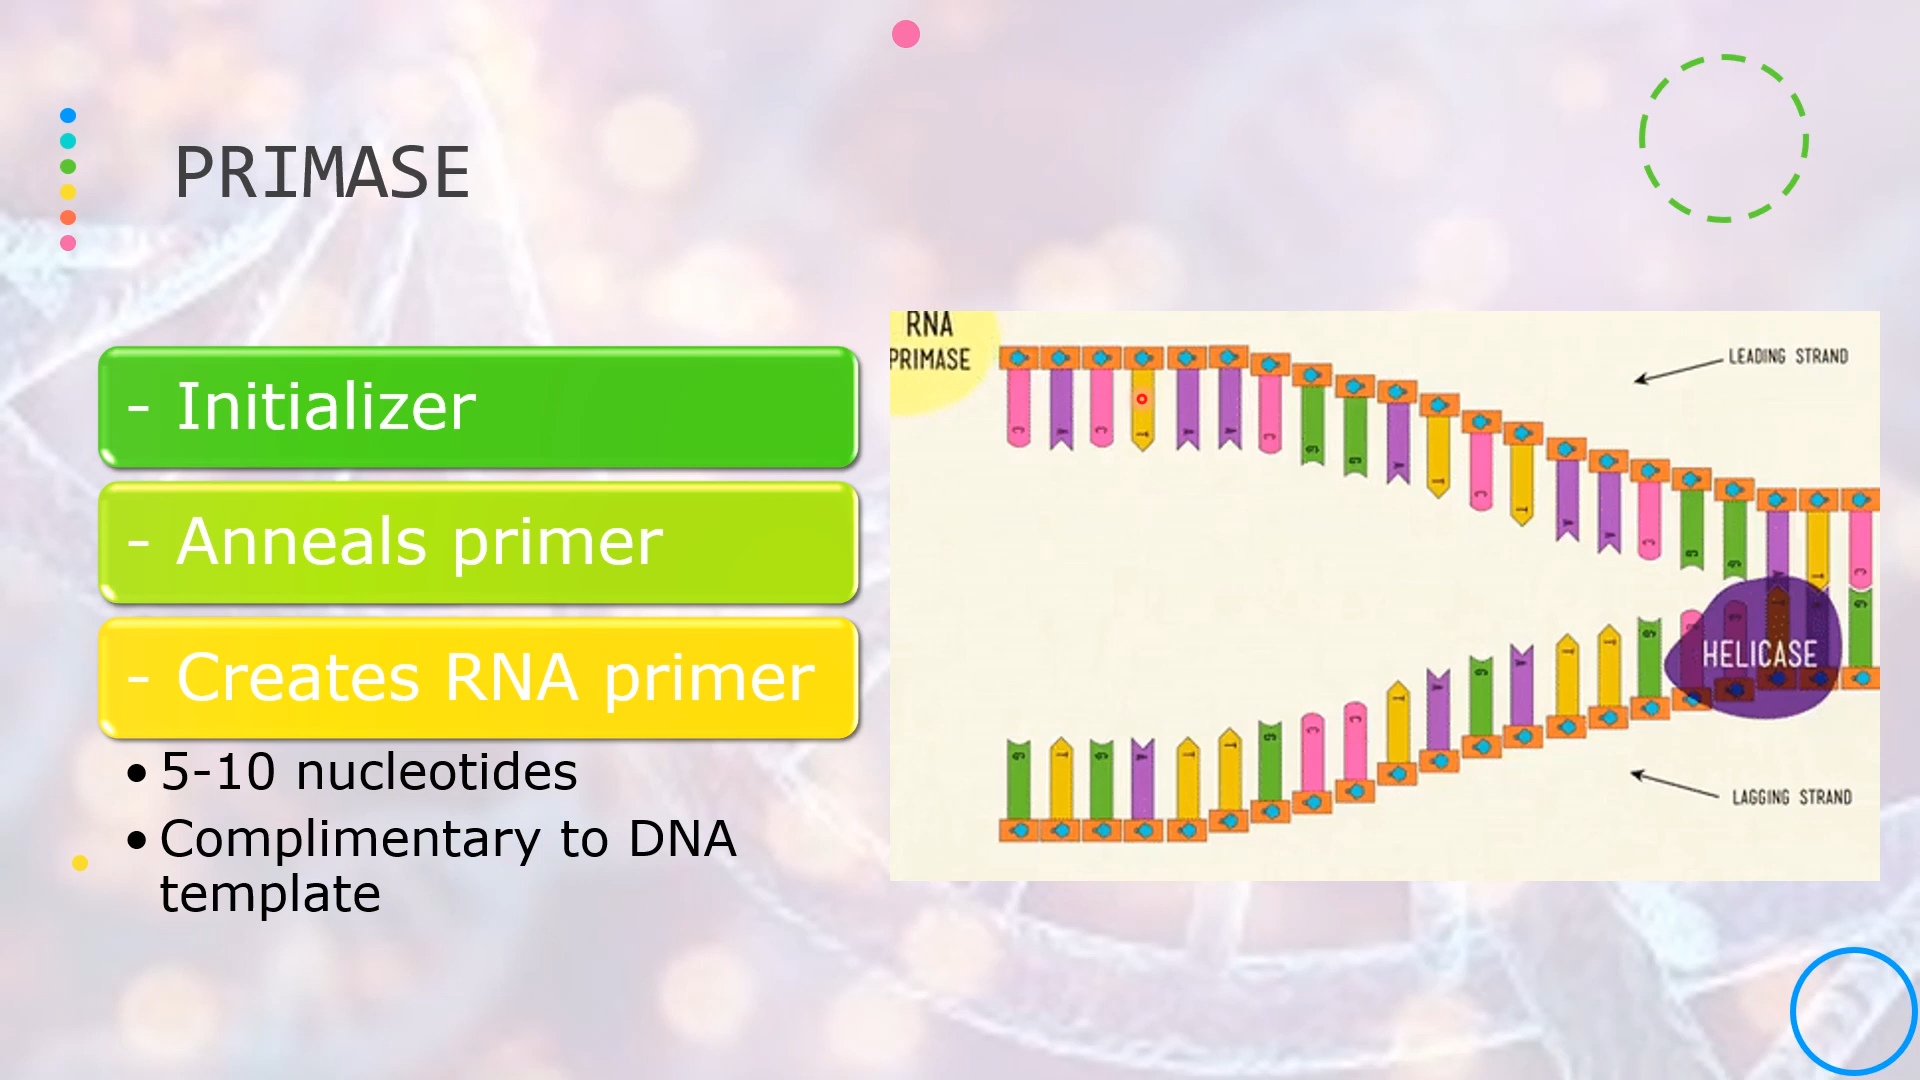 PRIMASE
- Initializer
- Anneals primer
- Creates RNA primer
• 5-10 nucleotides
• Complimentary to DNA
template
RNA
PRIMASE
LEADING STRAND
C A C T A A C G G A T C T A A C G G A T C
G T G A T T G C C T A G A T T G C C T A G
HELICASE
LAGGING STRAND